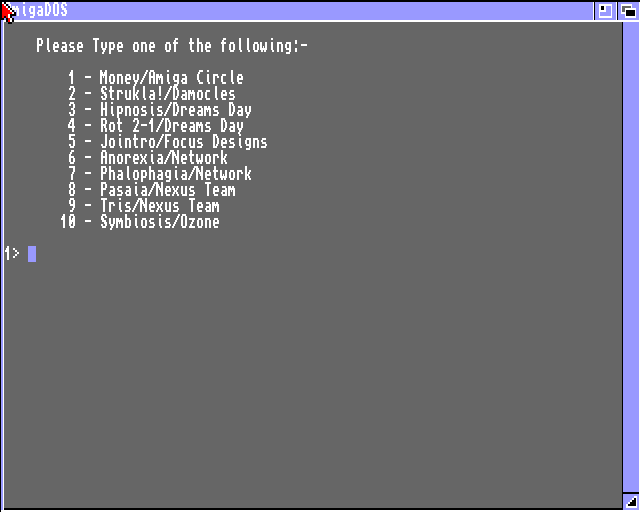 AmigaDOS
Please Type one of the following:-
1 - Money/Amiga Circle
2 - Strukla!/Damocles
3 - Hipnosis/Dreams Day
4 - Rot 2-1/Dreams Day
5 - Jointro/Focus Designs
6 - Anorexia/Network
7 - Phalophagia/Network
8 - Pasaia/Nexus Team
9 - Tris/Nexus Team
10 - Symbiosis/Ozone
1>